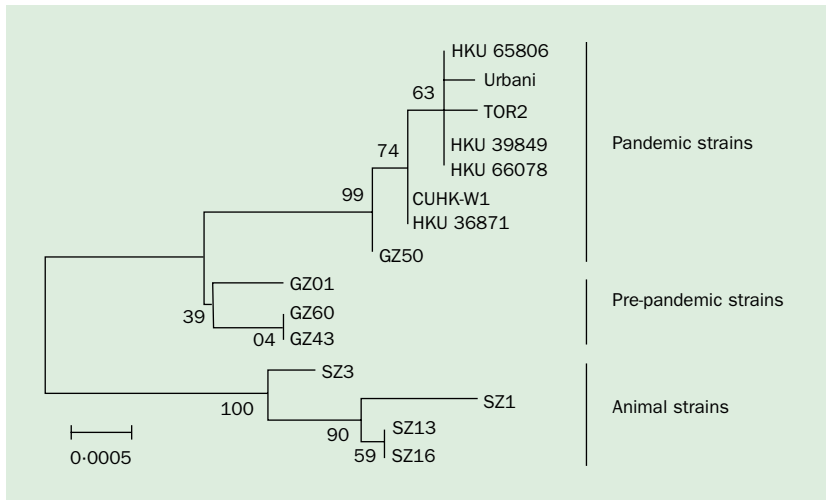 HKU 65806
Urbani
63
TOR2
HKU 39849
Pandemic strains
74
HKU 66078
99
CUHK-W1
HKU 36871
GZ50
GZ01
Pre-pandemic strains
39
GZ60
04
GZ43
SZ3
SZ1
Animal strains
100
SZ13
90
59
SZ16
0·0005